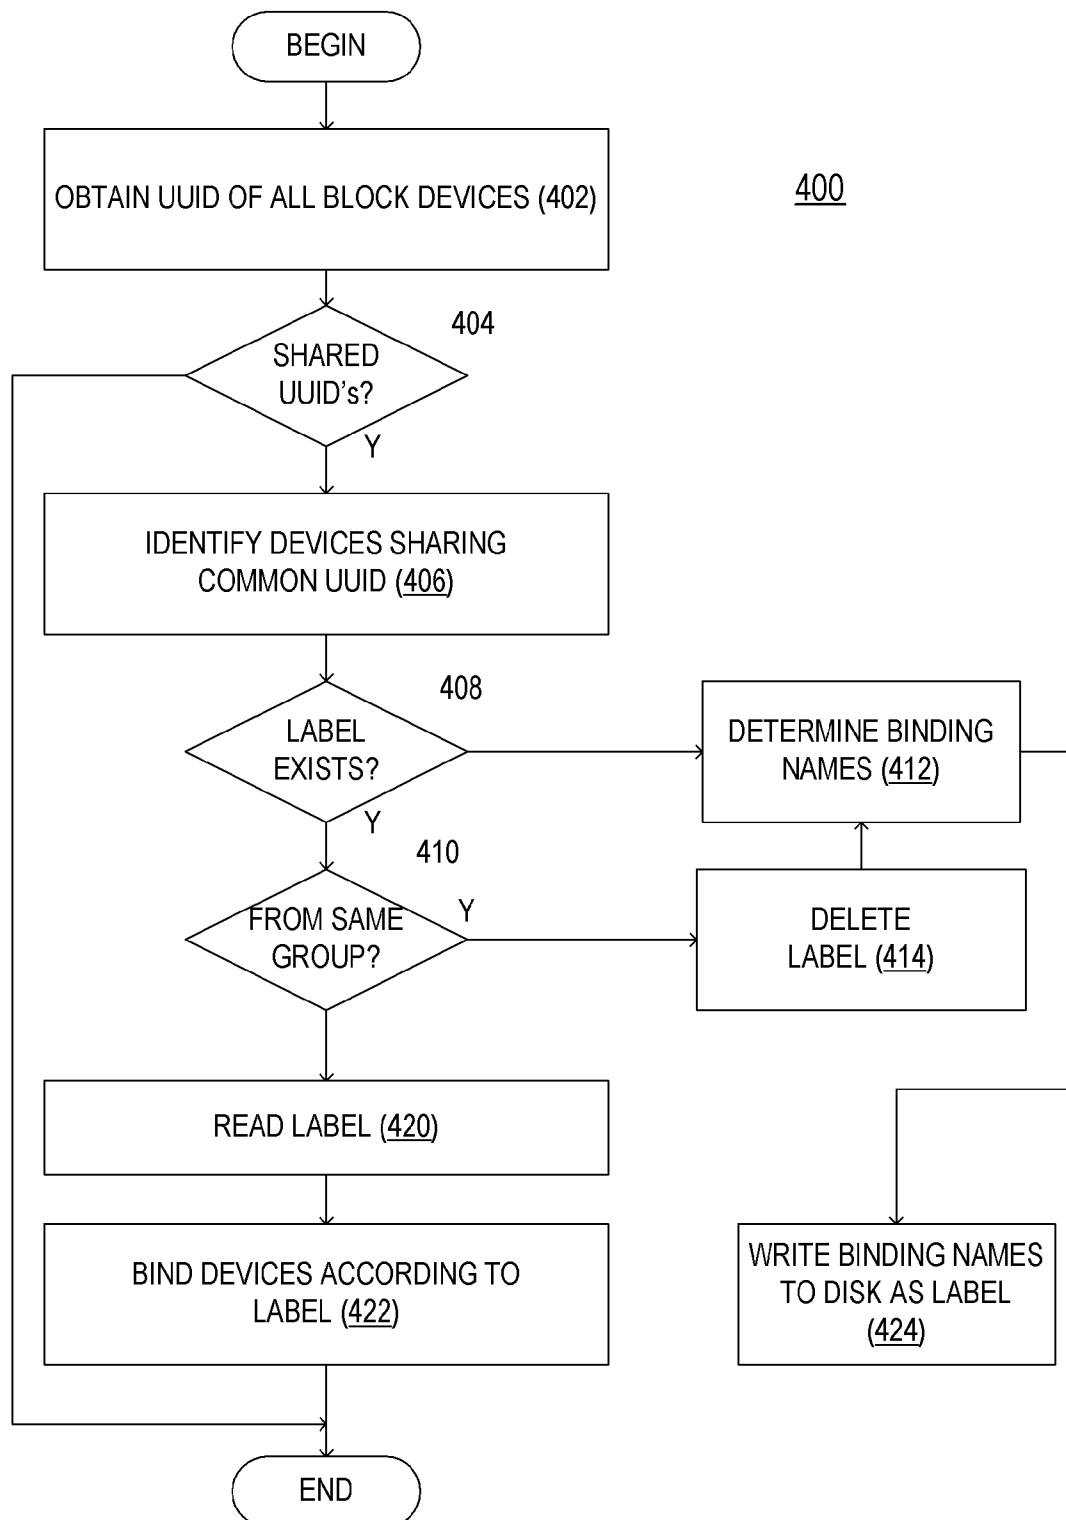 BEGIN
OBTAIN UUID OF ALL BLOCK DEVICES (402)
400
404
SHARED
UUID's?
Y
IDENTIFY DEVICES SHARING
COMMON UUID (406)
408
LABEL
EXISTS?
Y
DETERMINE BINDING
NAMES (412)
410
FROM SAME
GROUP?
Y
DELETE
LABEL (414)
READ LABEL (420)
BIND DEVICES ACCORDING TO
LABEL (422)
WRITE BINDING NAMES
TO DISK AS LABEL
(424)
END